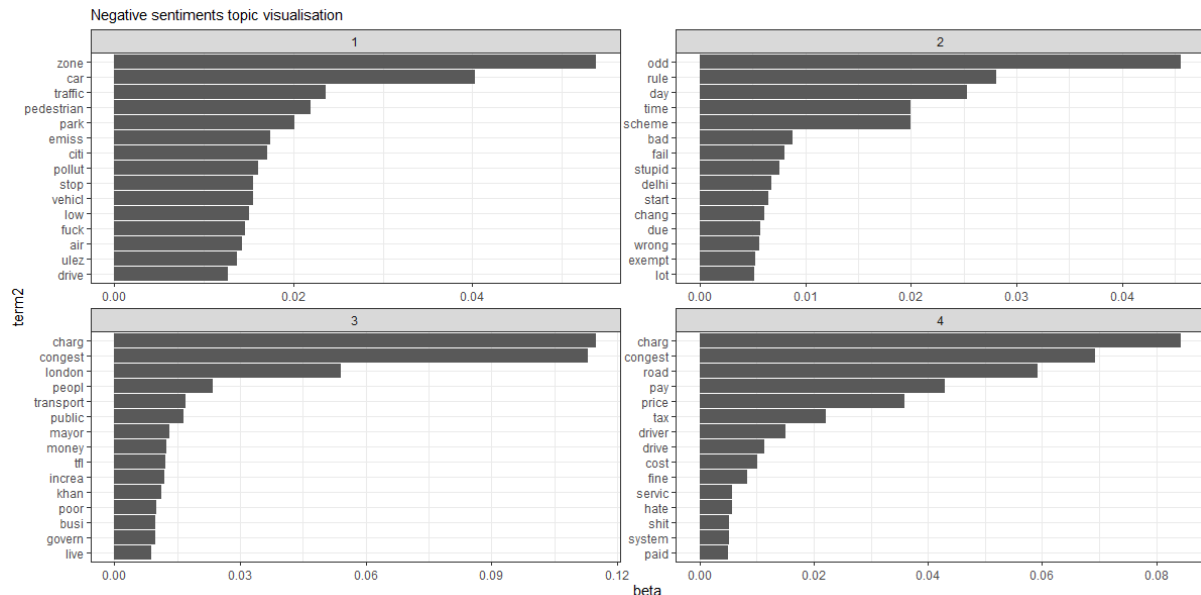 Negative sentiments topic visualisation
1
zone
car
traffic
pedestrian
park
emiss
citi
pollut
stop
vehicl
low
fuck
air
ulez
drive
0.00 0.02 0.04
2
odd
rule
day
time
scheme
bad
fail
stupid
delhi
start
chang
due
wrong
exempt
lot
0.00 0.01 0.02 0.03 0.04
term2
3
charg
congest
london
peopl
transport
public
mayor
money
tfl
increa
khan
poor
busi
govern
live
0.00 0.03 0.06 0.09 0.12
4
charg
congest
road
pay
price
tax
driver
drive
cost
fine
servic
hate
shit
system
paid
0.00 0.02 0.04 0.06 0.08
beta